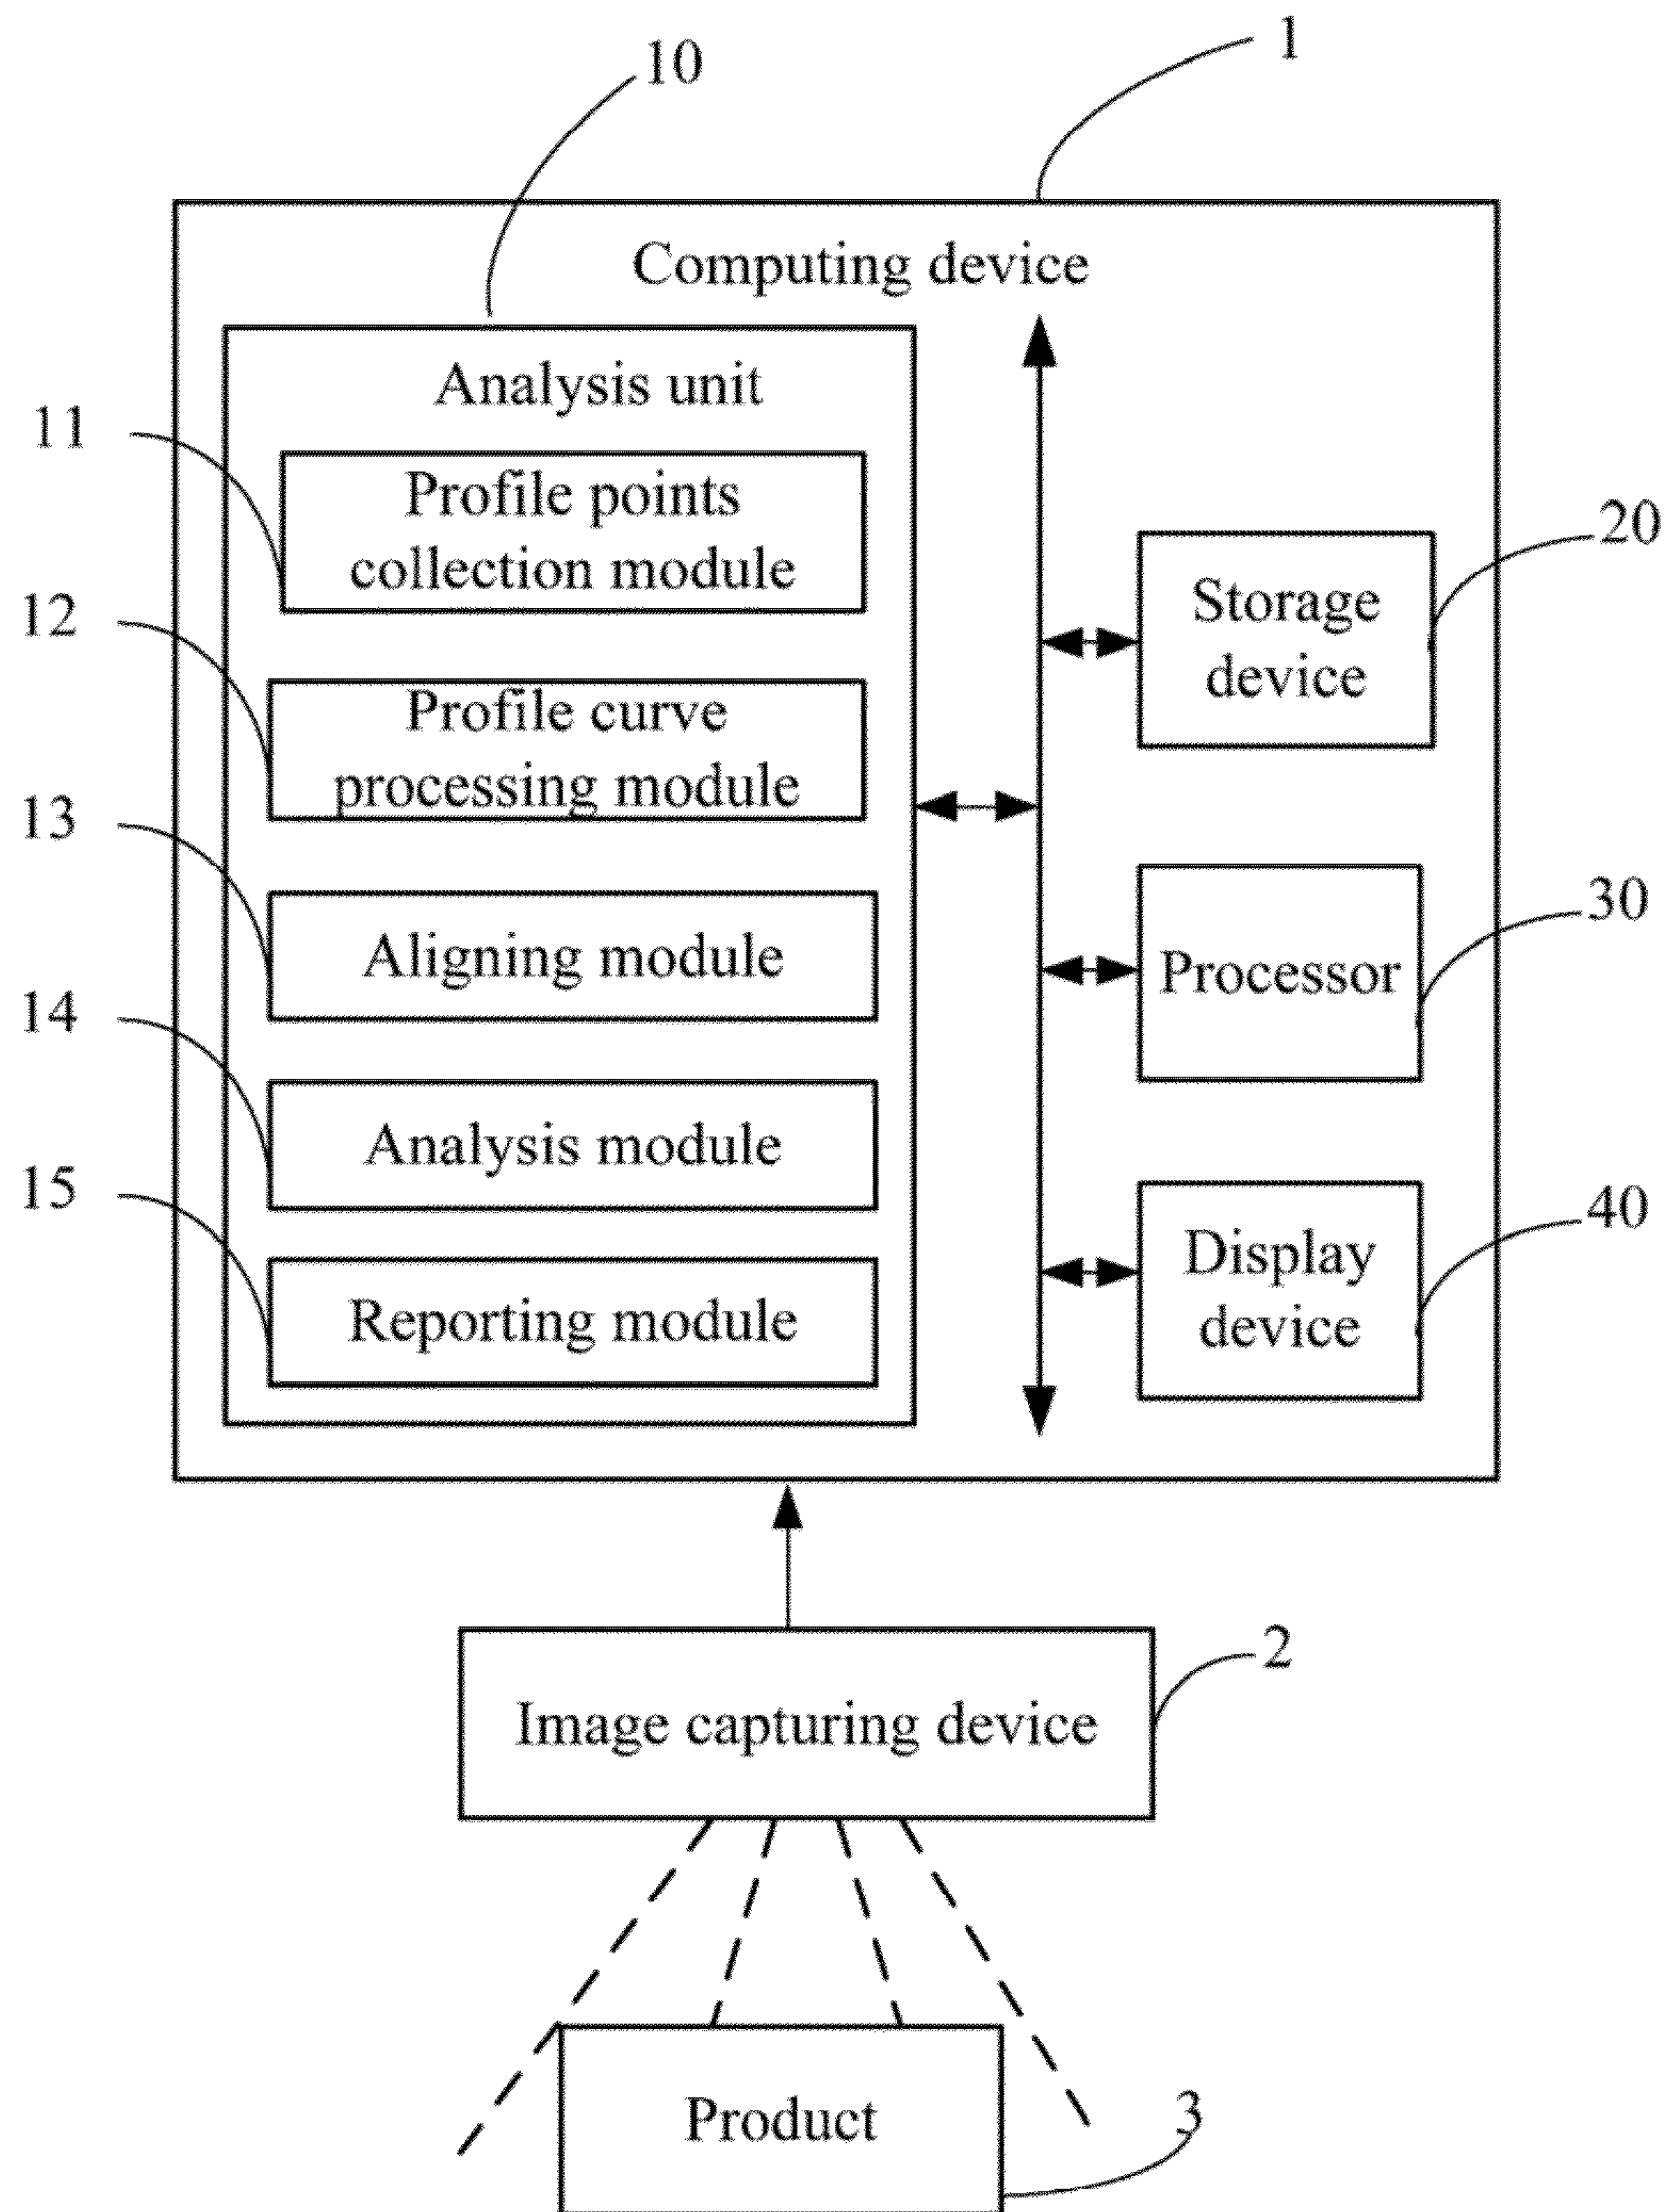 1
10
Computing device
Analysis unit
11
Profile points
collection module
12
Profile curve
processing module
13
Aligning module
14
Analysis module
15
Reporting module
20
Storage
device
30
Processor
40
Display
device
2
Image capturing device
3
Product